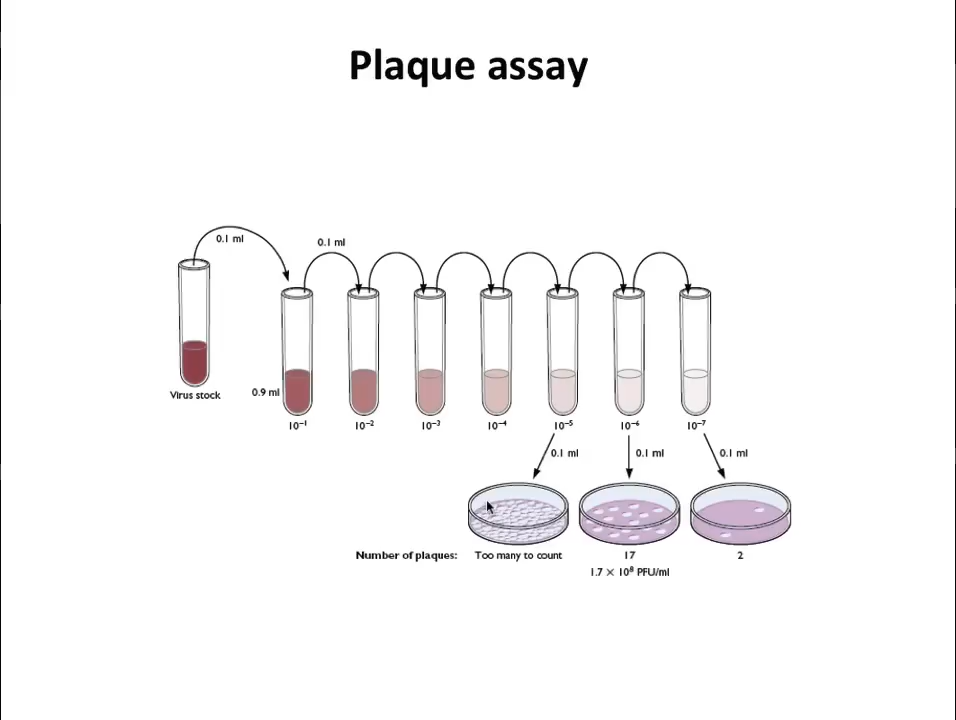 Plaque assay
0.1 ml
0.1 ml
Virus stock
0.9 ml
10⁻¹ 10⁻² 10⁻³ 10⁻⁴ 10⁻⁵ 10⁻⁶ 10⁻⁷
0.1 ml 0.1 ml 0.1 ml
Number of plaques: Too many to count 17 2
1.7 × 10⁸ PFU/ml